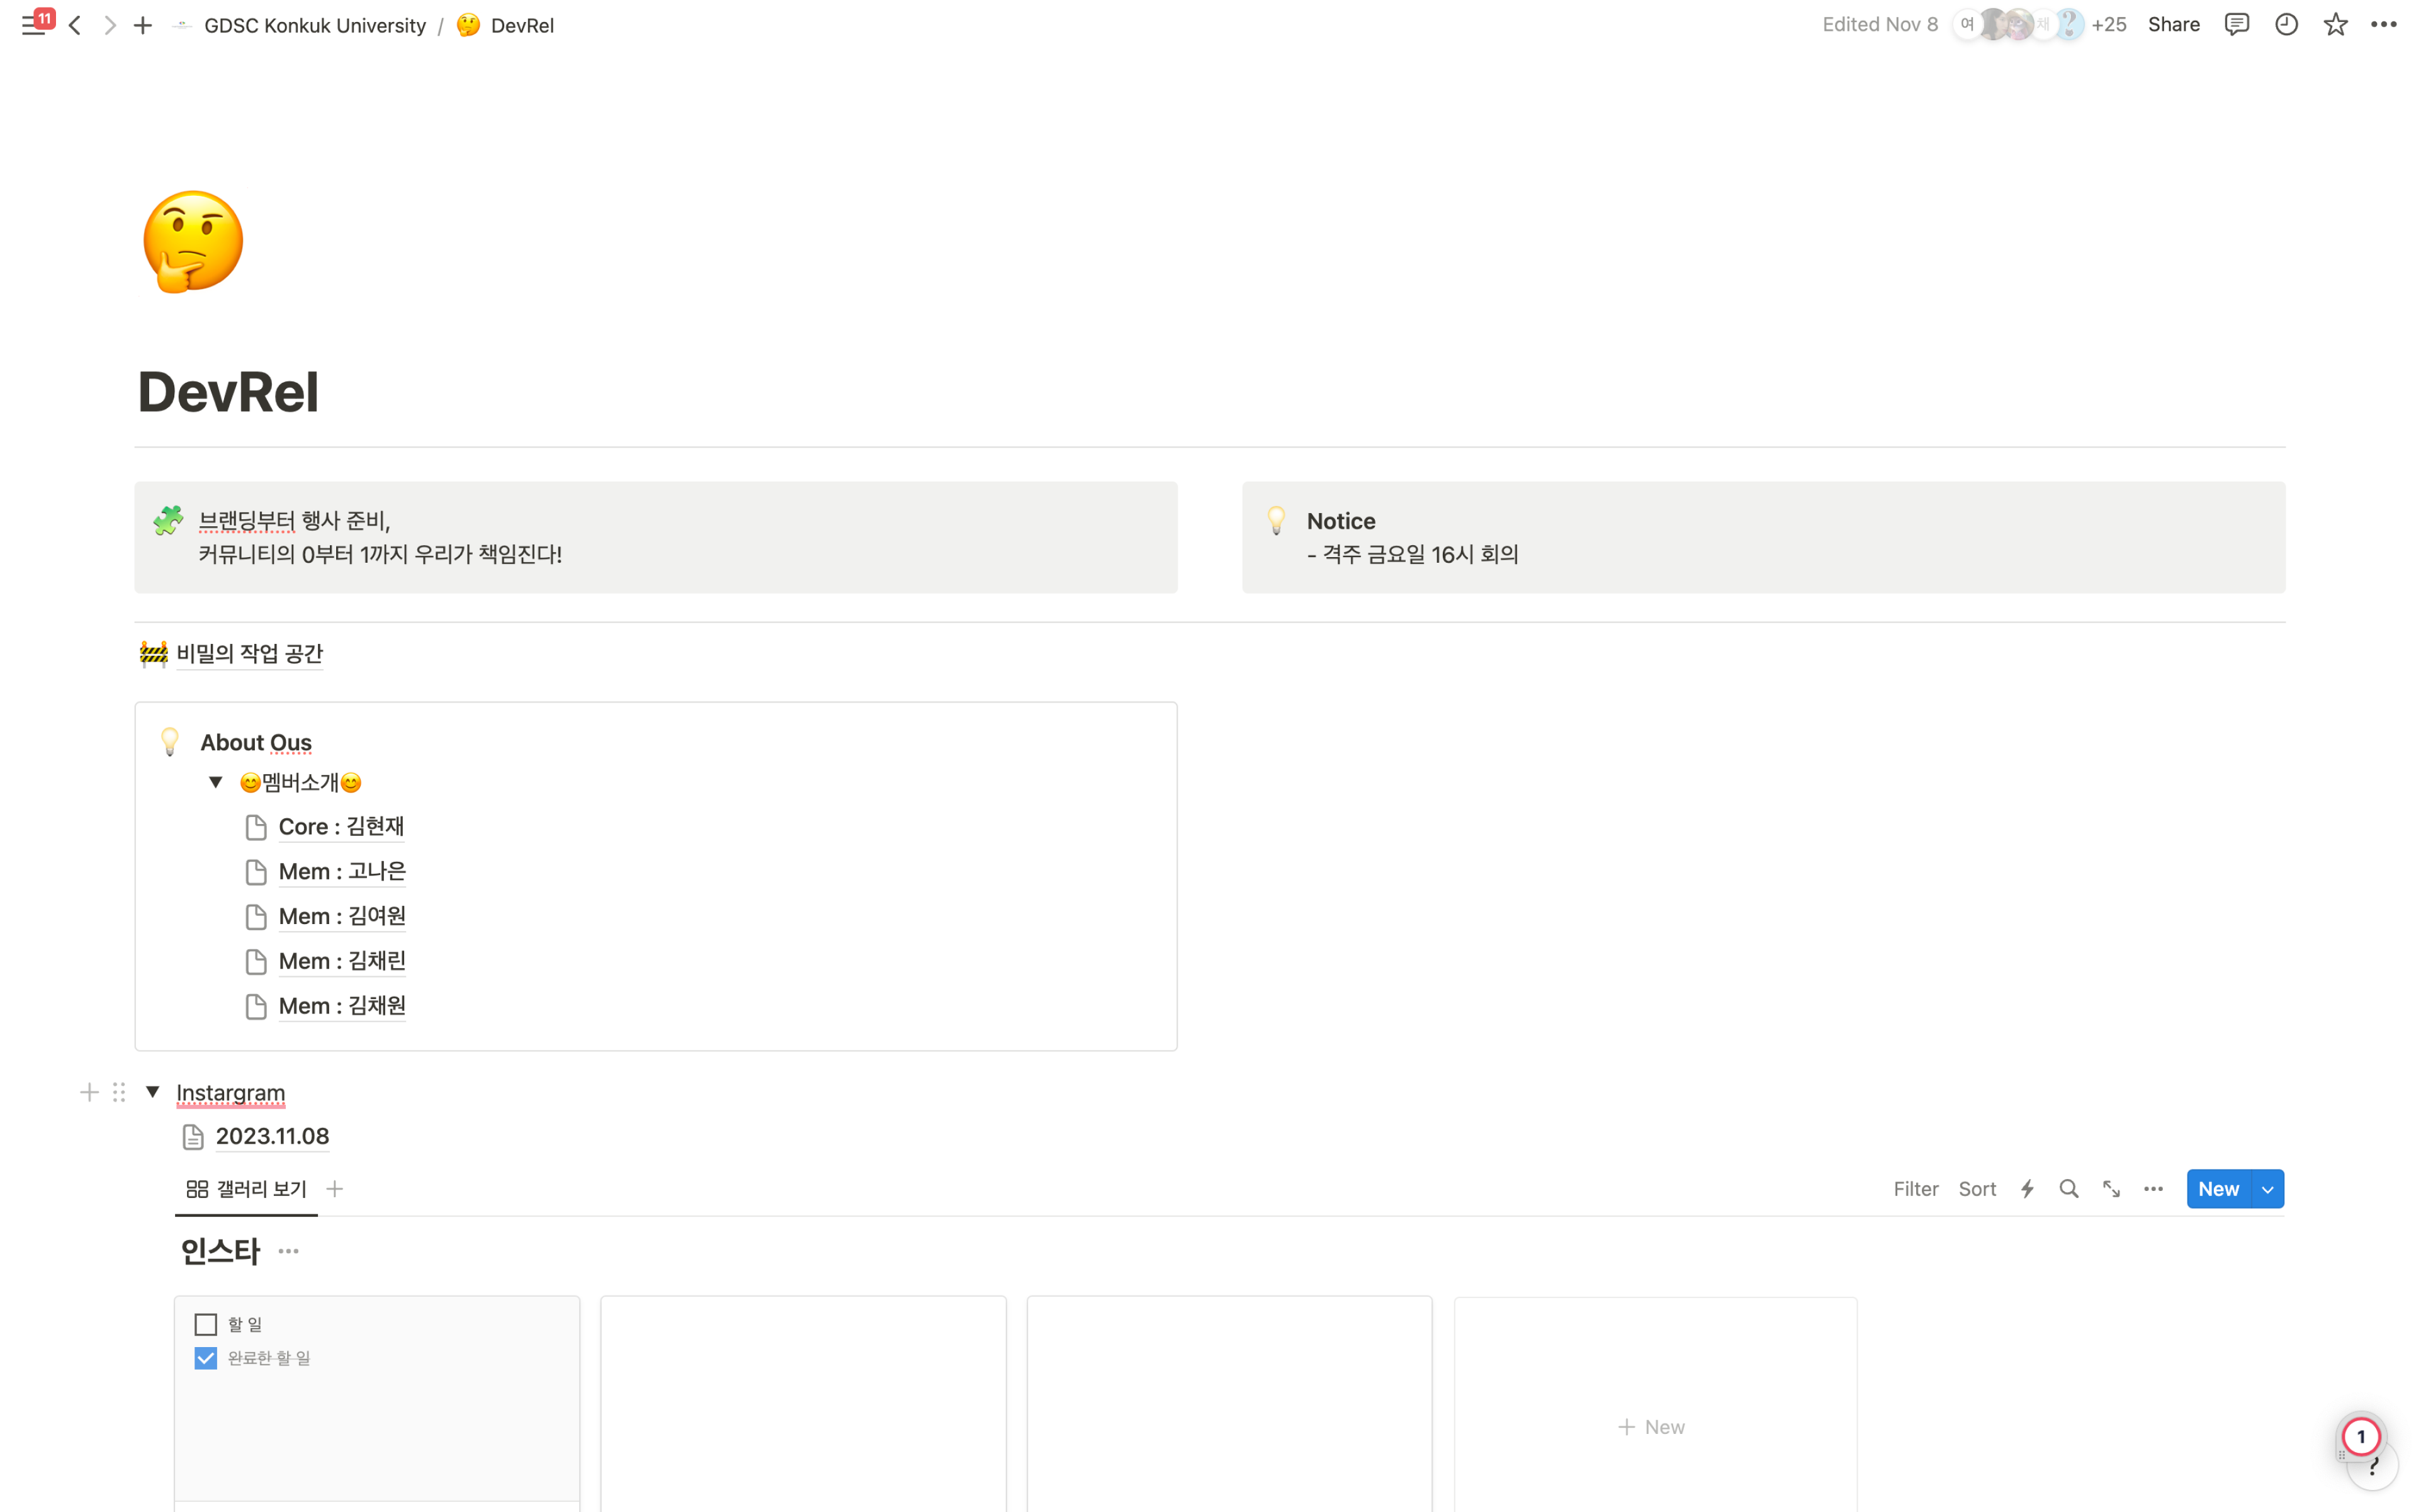 11
GDSC Konkuk University / DevRel
Edited Nov 8 여 채 ? +25 Share
DevRel
브랜딩부터 행사 준비,
커뮤니티의 0부터 1까지 우리가 책임진다!
Notice
- 격주 금요일 16시 회의
비밀의 작업 공간
About Ous
멤버소개
Core : 김현재
Mem : 고나은
Mem : 김여원
Mem : 김채린
Mem : 김채원
Instargram
2023.11.08
갤러리 보기
Filter Sort New
인스타
할 일
완료한 할 일
+ New
1
?